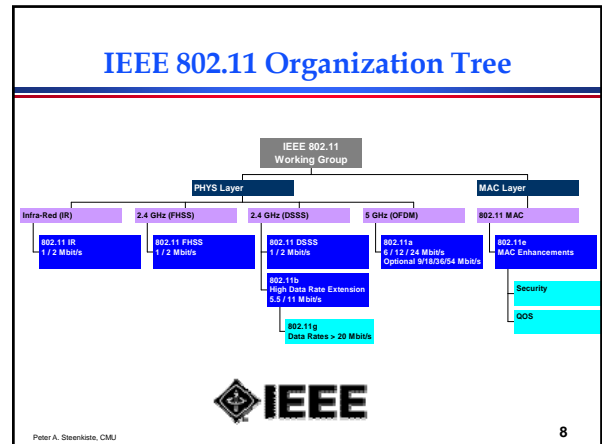 IEEE 802.11 Organization Tree
IEEE 802.11
Working Group
PHYS Layer
MAC Layer
Infra-Red (IR)
2.4 GHz (FHSS)
2.4 GHz (DSSS)
5 GHz (OFDM)
802.11 MAC
802.11 IR
1 / 2 Mbit/s
802.11 FHSS
1 / 2 Mbit/s
802.11 DSSS
1 / 2 Mbit/s
802.11a
6 / 12 / 24 Mbit/s
Optional 9/18/36/54 Mbit/s
802.11e
MAC Enhancements
802.11b
High Data Rate Extension
5.5 / 11 Mbit/s
Security
QOS
802.11g
Data Rates > 20 Mbit/s
IEEE
Peter A. Steenkiste, CMU
8